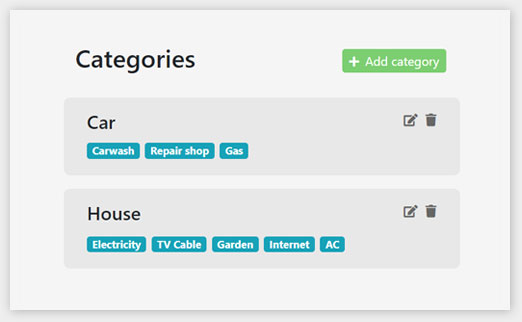 Categories
+ Add category
Car
Carwash Repair shop Gas
House
Electricity TV Cable Garden Internet AC